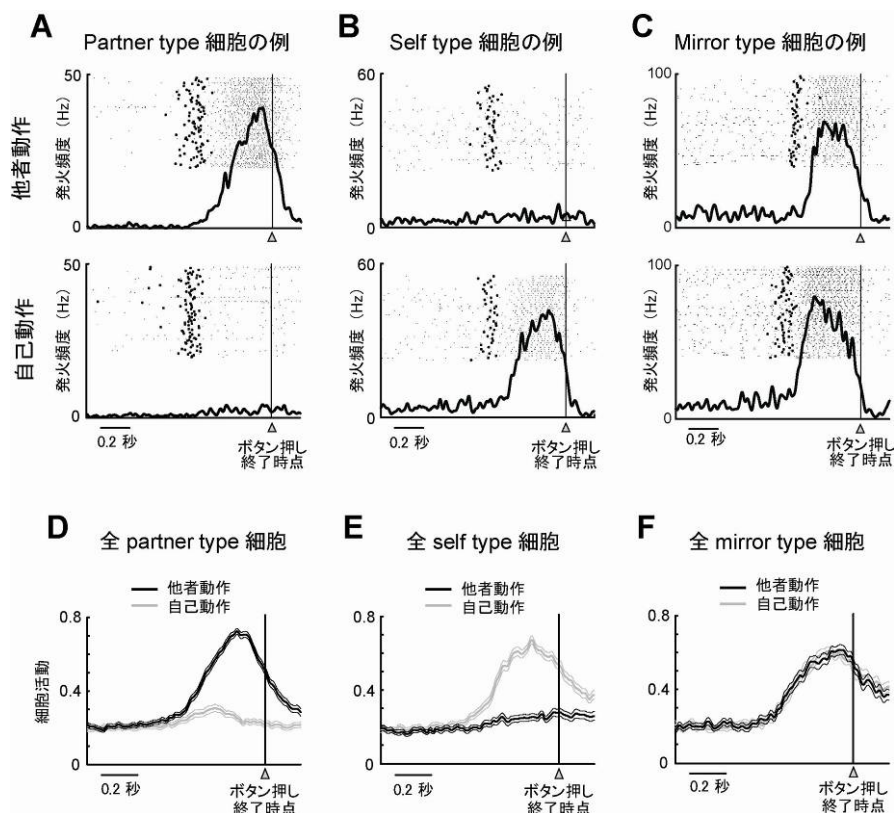 A
Partner type 細胞の例
B
Self type 細胞の例
C
Mirror type 細胞の例
他者動作
発火頻度（Hz）
50
0
発火頻度（Hz）
60
0
発火頻度（Hz）
100
0
自己動作
発火頻度（Hz）
50
0
発火頻度（Hz）
60
0
発火頻度（Hz）
100
0
0.2 秒
ボタン押し
終了時点
0.2 秒
ボタン押し
終了時点
0.2 秒
ボタン押し
終了時点
D
全 partner type 細胞
E
全 self type 細胞
F
全 mirror type 細胞
他者動作
自己動作
他者動作
自己動作
他者動作
自己動作
細胞活動
0.8
0.4
0
0.8
0.4
0
0.8
0.4
0
0.2 秒
ボタン押し
終了時点
0.2 秒
ボタン押し
終了時点
0.2 秒
ボタン押し
終了時点